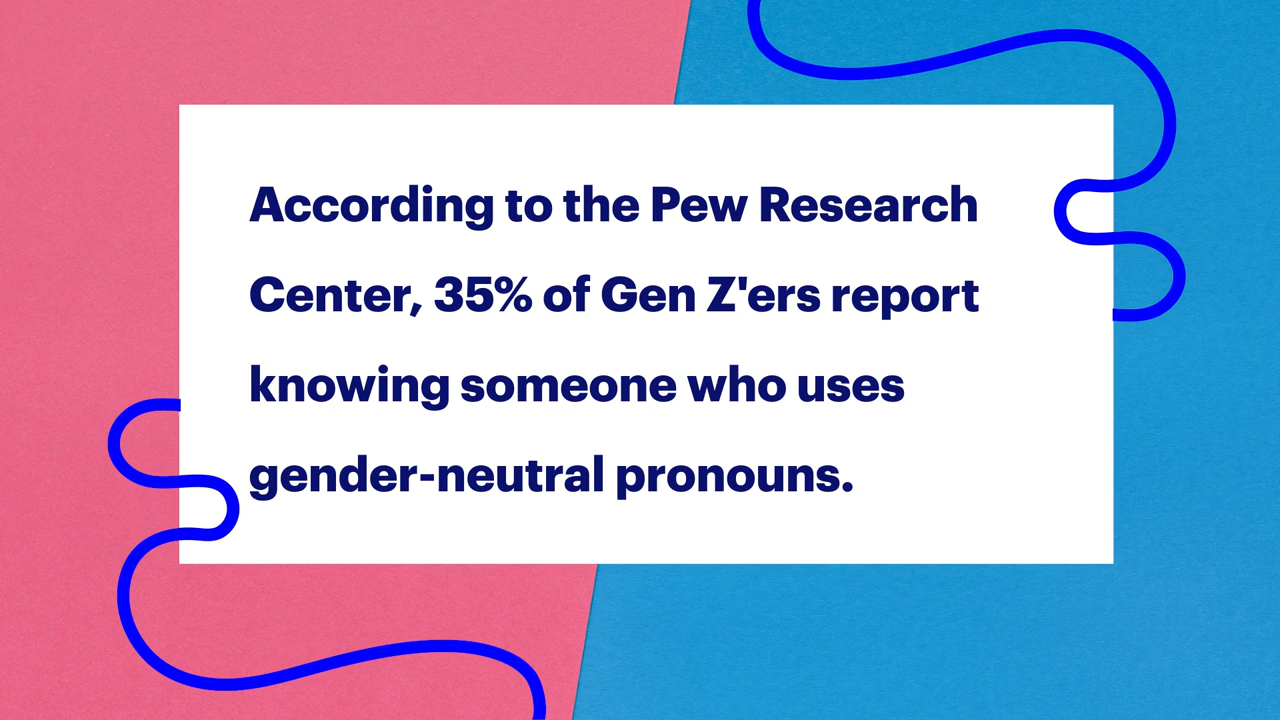 According to the Pew Research
Center, 35% of Gen Z'ers report
knowing someone who uses
gender-neutral pronouns.